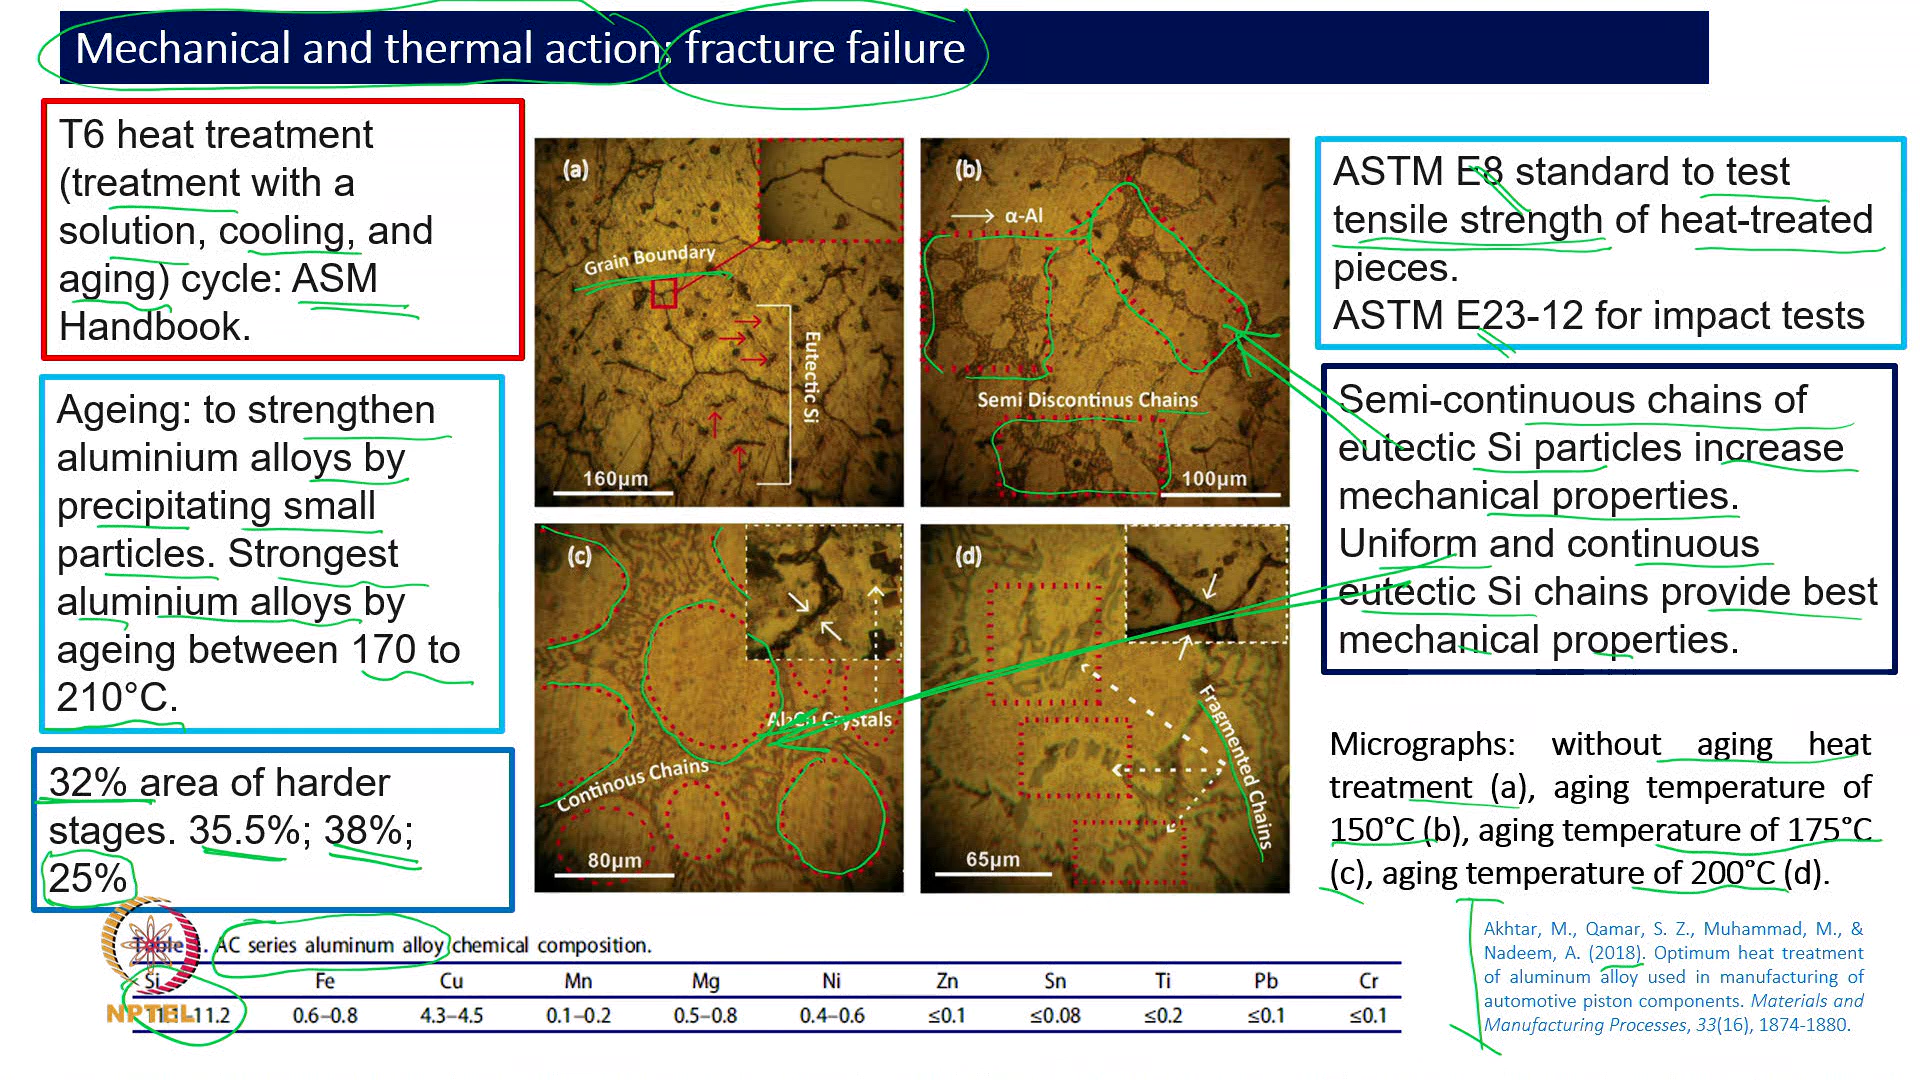 Mechanical and thermal action: fracture failure
T6 heat treatment
(treatment with a
solution, cooling, and
aging) cycle: ASM
Handbook.
Ageing: to strengthen
aluminium alloys by
precipitating small
particles. Strongest
aluminium alloys by
ageing between 170 to
210°C.
32% area of harder
stages. 35.5%; 38%;
25%
(a)
Grain Boundary
Eutectic Si
160µm
(b)
α-Al
Semi Discontinus Chains
100µm
(c)
Al₂Cu Crystals
Continous Chains
80µm
(d)
Fragmented Chains
65µm
ASTM E8 standard to test
tensile strength of heat-treated
pieces.
ASTM E23-12 for impact tests
Semi-continuous chains of
eutectic Si particles increase
mechanical properties.
Uniform and continuous
eutectic Si chains provide best
mechanical properties.
Micrographs: without aging heat
treatment (a), aging temperature of
150°C (b), aging temperature of 175°C
(c), aging temperature of 200°C (d).
Akhtar, M., Qamar, S. Z., Muhammad, M., &
Nadeem, A. (2018). Optimum heat treatment
of aluminum alloy used in manufacturing of
automotive piston components. Materials and
Manufacturing Processes, 33(16), 1874-1880.
AC series aluminum alloy chemical composition.
Si Fe Cu Mn Mg Ni Zn Sn Ti Pb Cr
11.2 0.6–0.8 4.3–4.5 0.1–0.2 0.5–0.8 0.4–0.6 ≤0.1 ≤0.08 ≤0.2 ≤0.1 ≤0.1
NPTEL